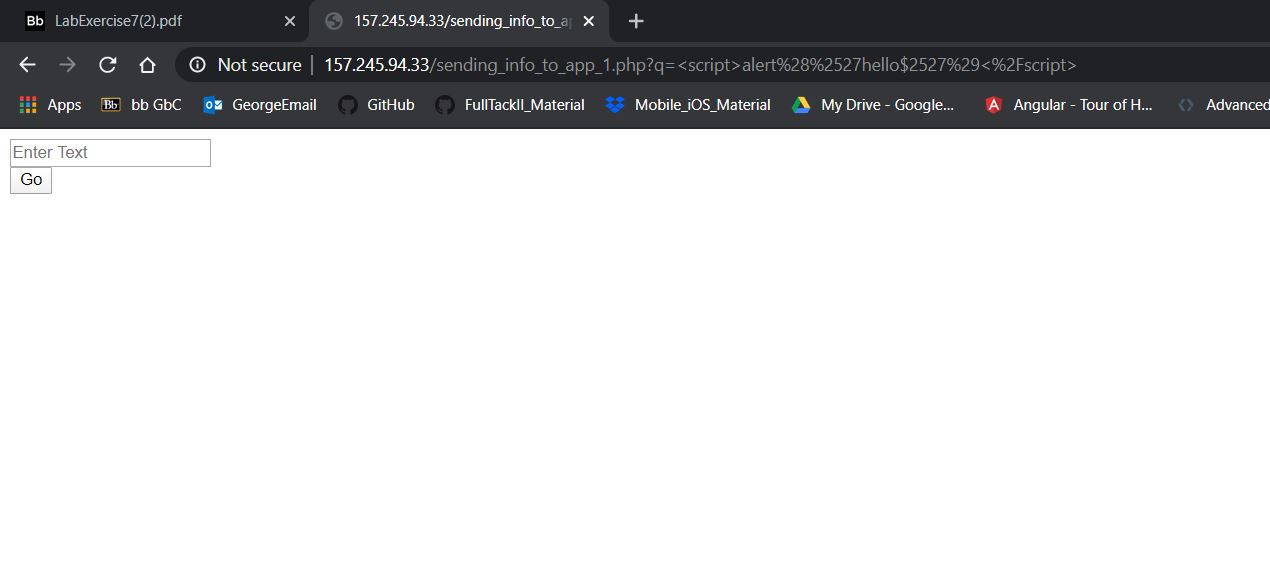 Bb LabExercise7(2).pdf 157.245.94.33/sending_info_to_ap
Not secure | 157.245.94.33/sending_info_to_app_1.php?q=<script>alert%28%2527hello$2527%29<%2Fscript>
Apps Bb bb GbC GeorgeEmail GitHub FullTackII_Material Mobile_iOS_Material My Drive - Google... Angular - Tour of H... Advanced
Enter Text
Go